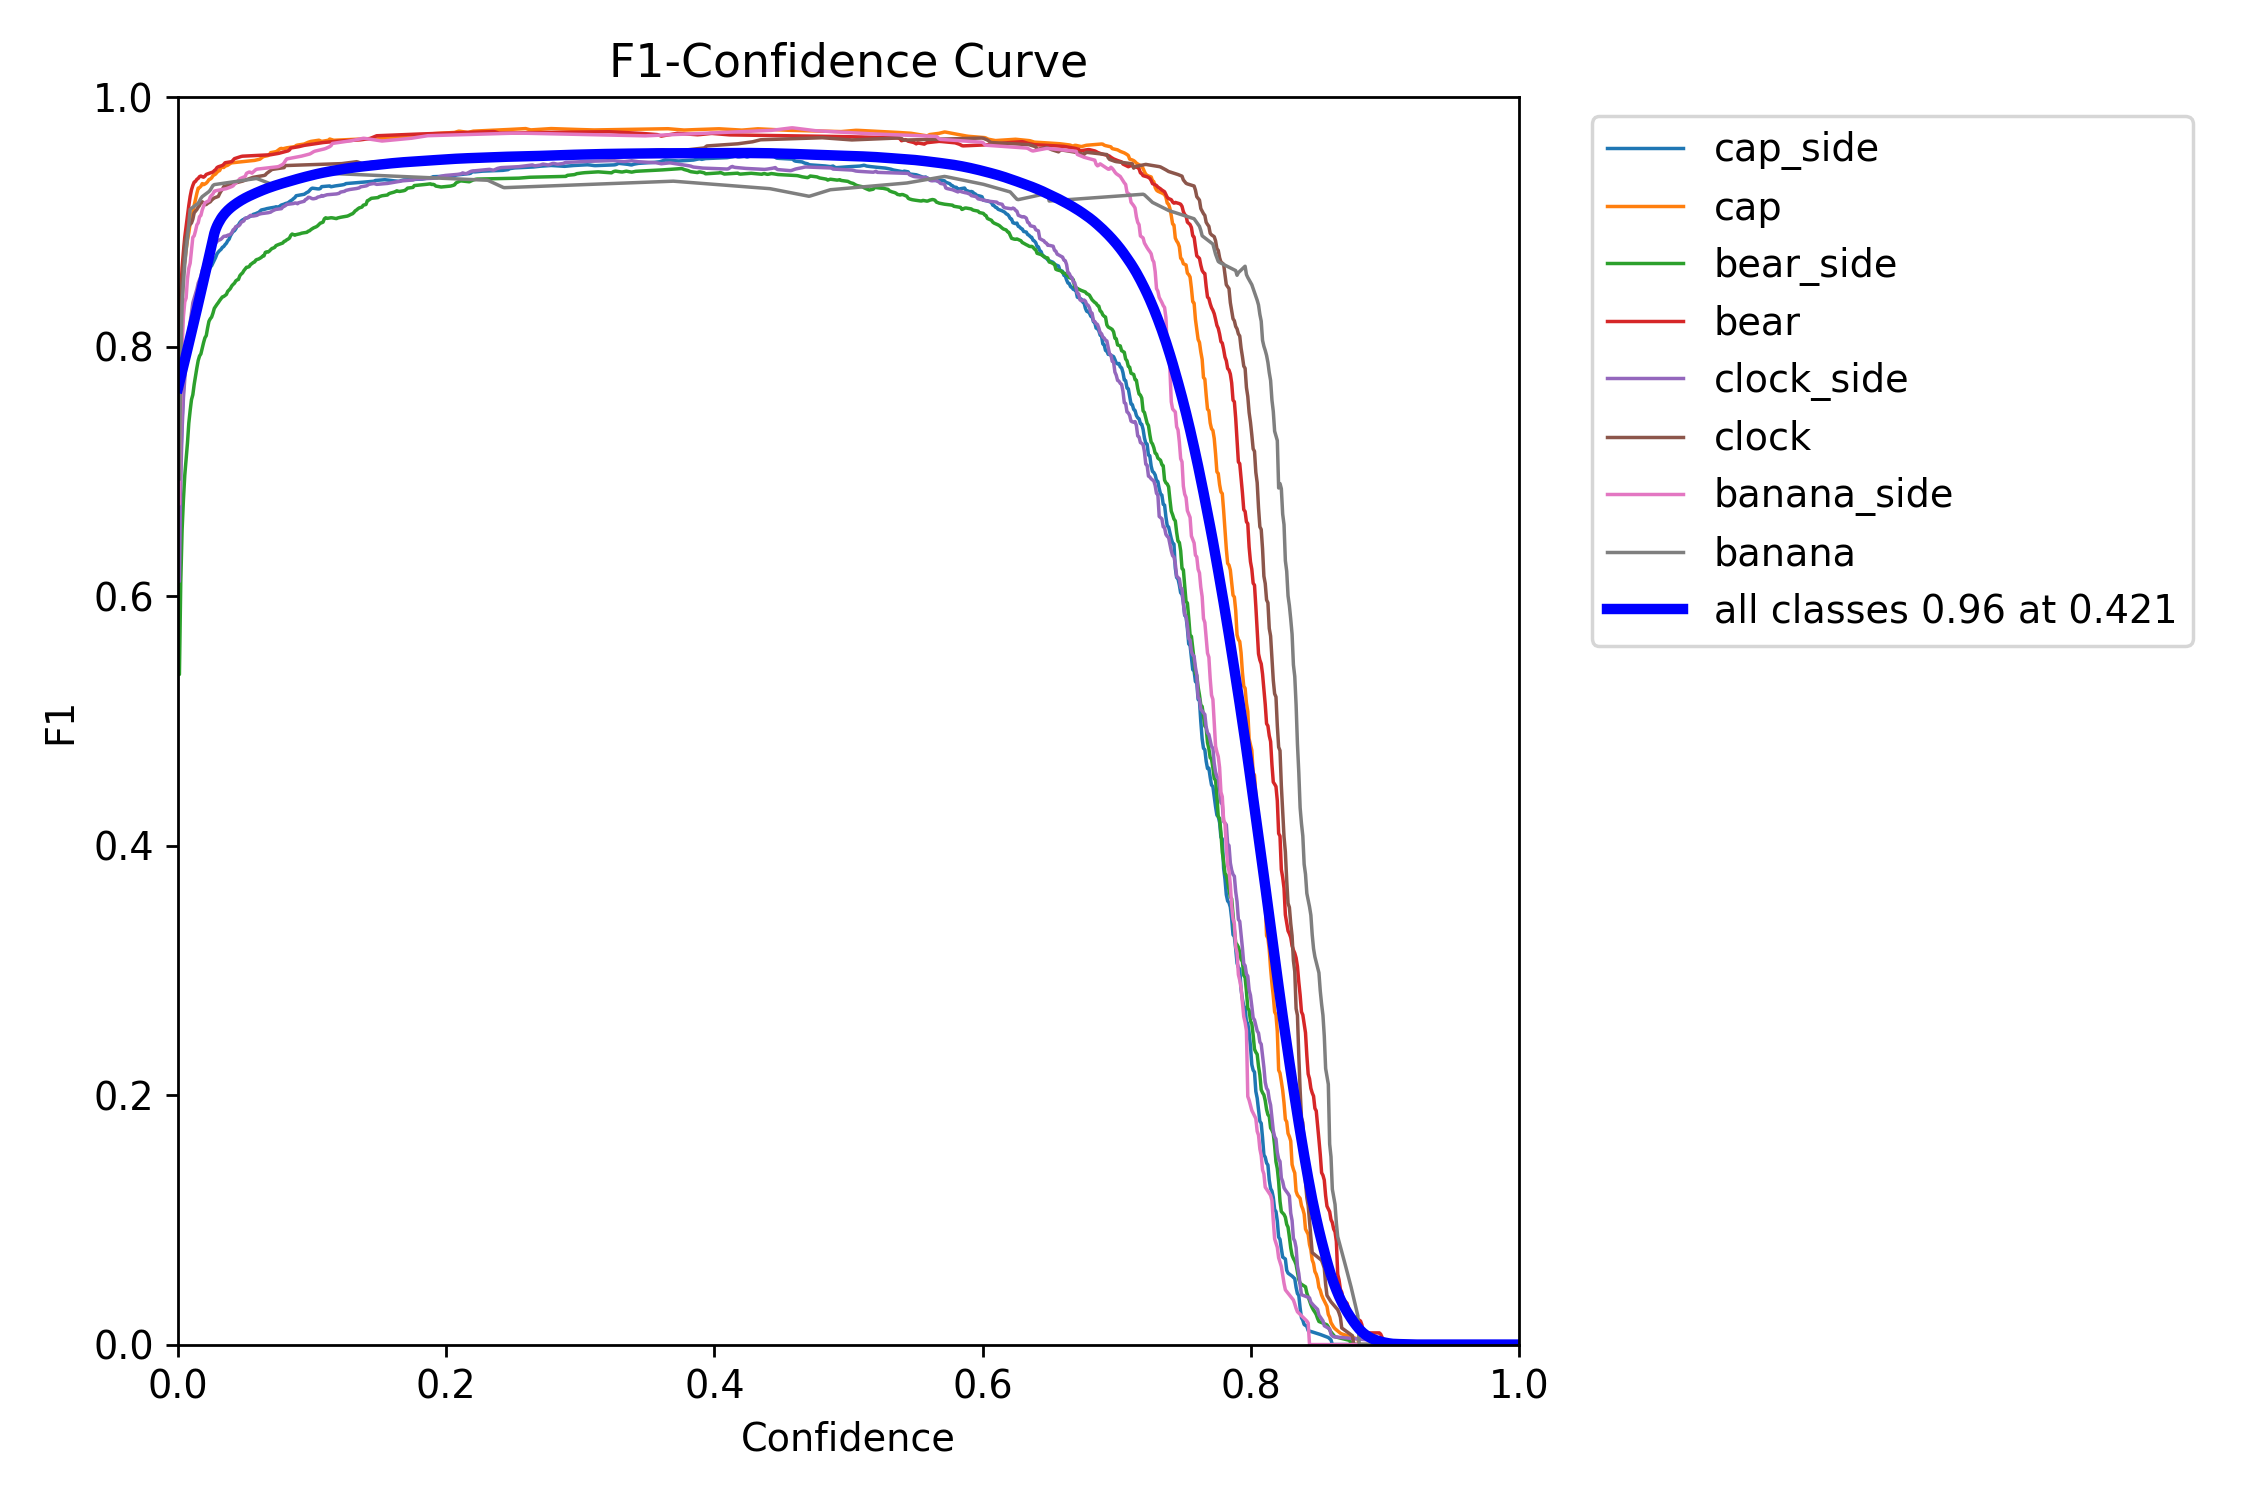 F1-Confidence Curve
1.0
0.8
0.6
0.4
0.2
0.0
F1
0.0 0.2 0.4 0.6 0.8 1.0
Confidence
cap_side
cap
bear_side
bear
clock_side
clock
banana_side
banana
all classes 0.96 at 0.421